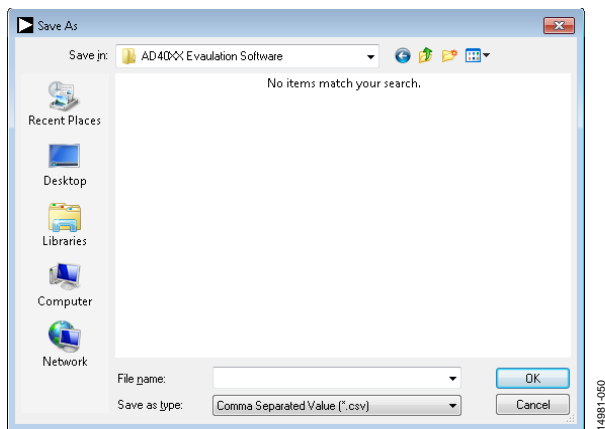 Save As
Save in:
AD40XX Evaulation Software
No items match your search.
Recent Places
Desktop
Libraries
Computer
Network
File name:
OK
Save as type:
Comma Separated Value (*.csv)
Cancel
14981-050